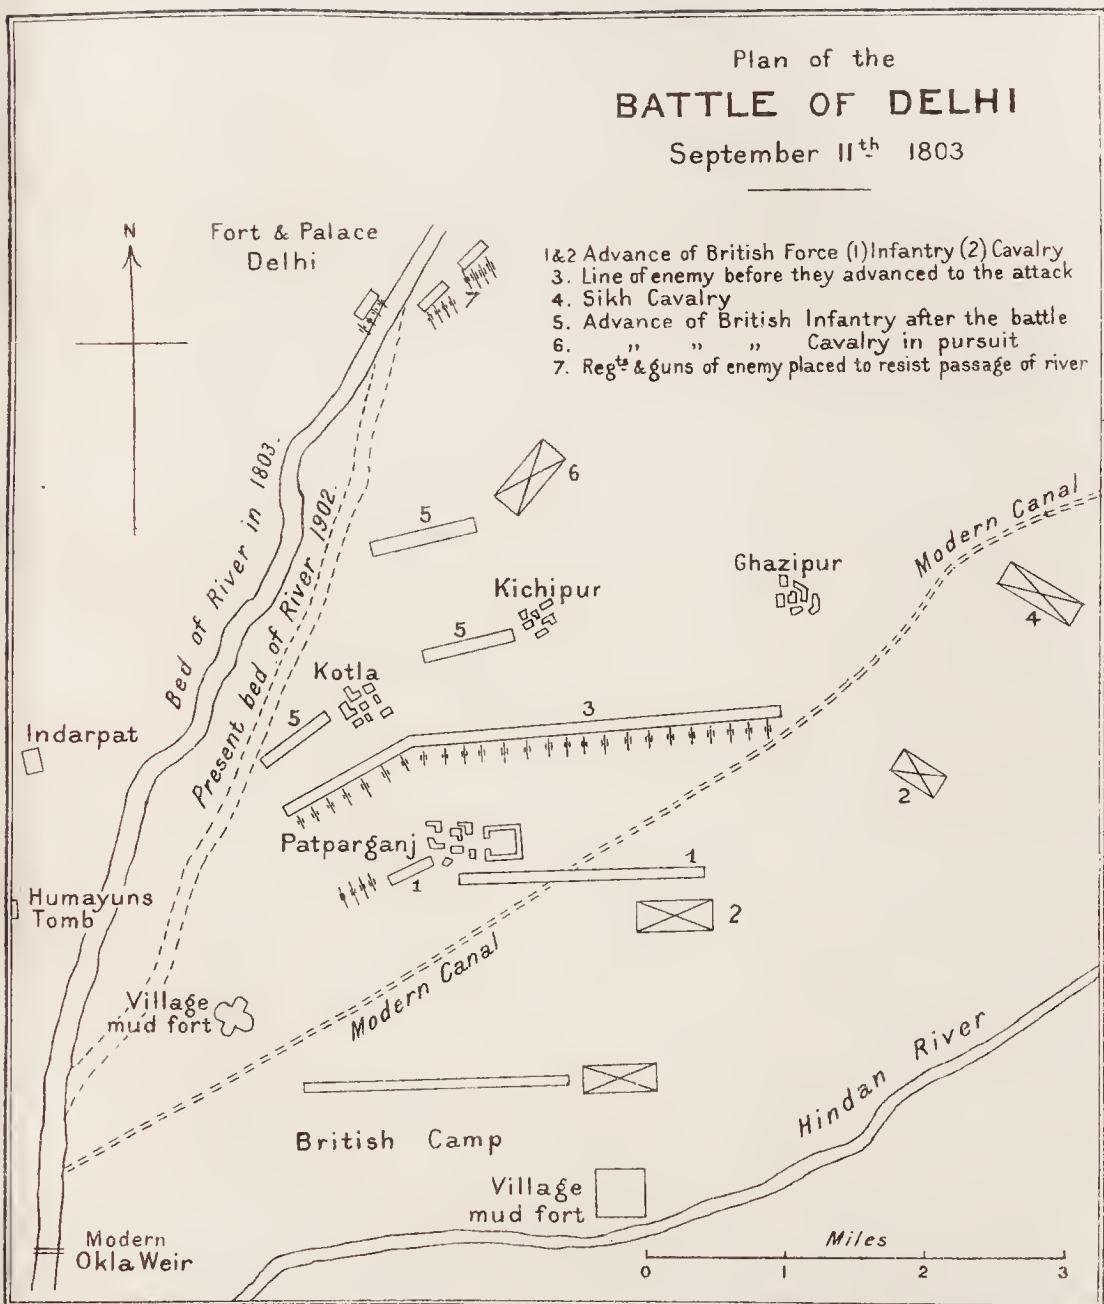 Plan of the
BATTLE OF DELHI
September 11th 1803
N
Fort & Palace
Delhi
1&2 Advance of British Force (1) Infantry (2) Cavalry
3. Line of enemy before they advanced to the attack
4. Sikh Cavalry
5. Advance of British Infantry after the battle
6. „ „ „ Cavalry in pursuit
7. Regts & guns of enemy placed to resist passage of river
7
Bed of River in 1803.
Present bed of River 1902.
6
5
Kichipur
Ghazipur
Modern Canal
4
5
Kotla
5
3
Indarpat
2
Patparganj
1
1
2
Humayuns
Tomb
Modern Canal
Village
mud fort
Hindan River
British Camp
Village
mud fort
Modern
Okla Weir
Miles
0 1 2 3